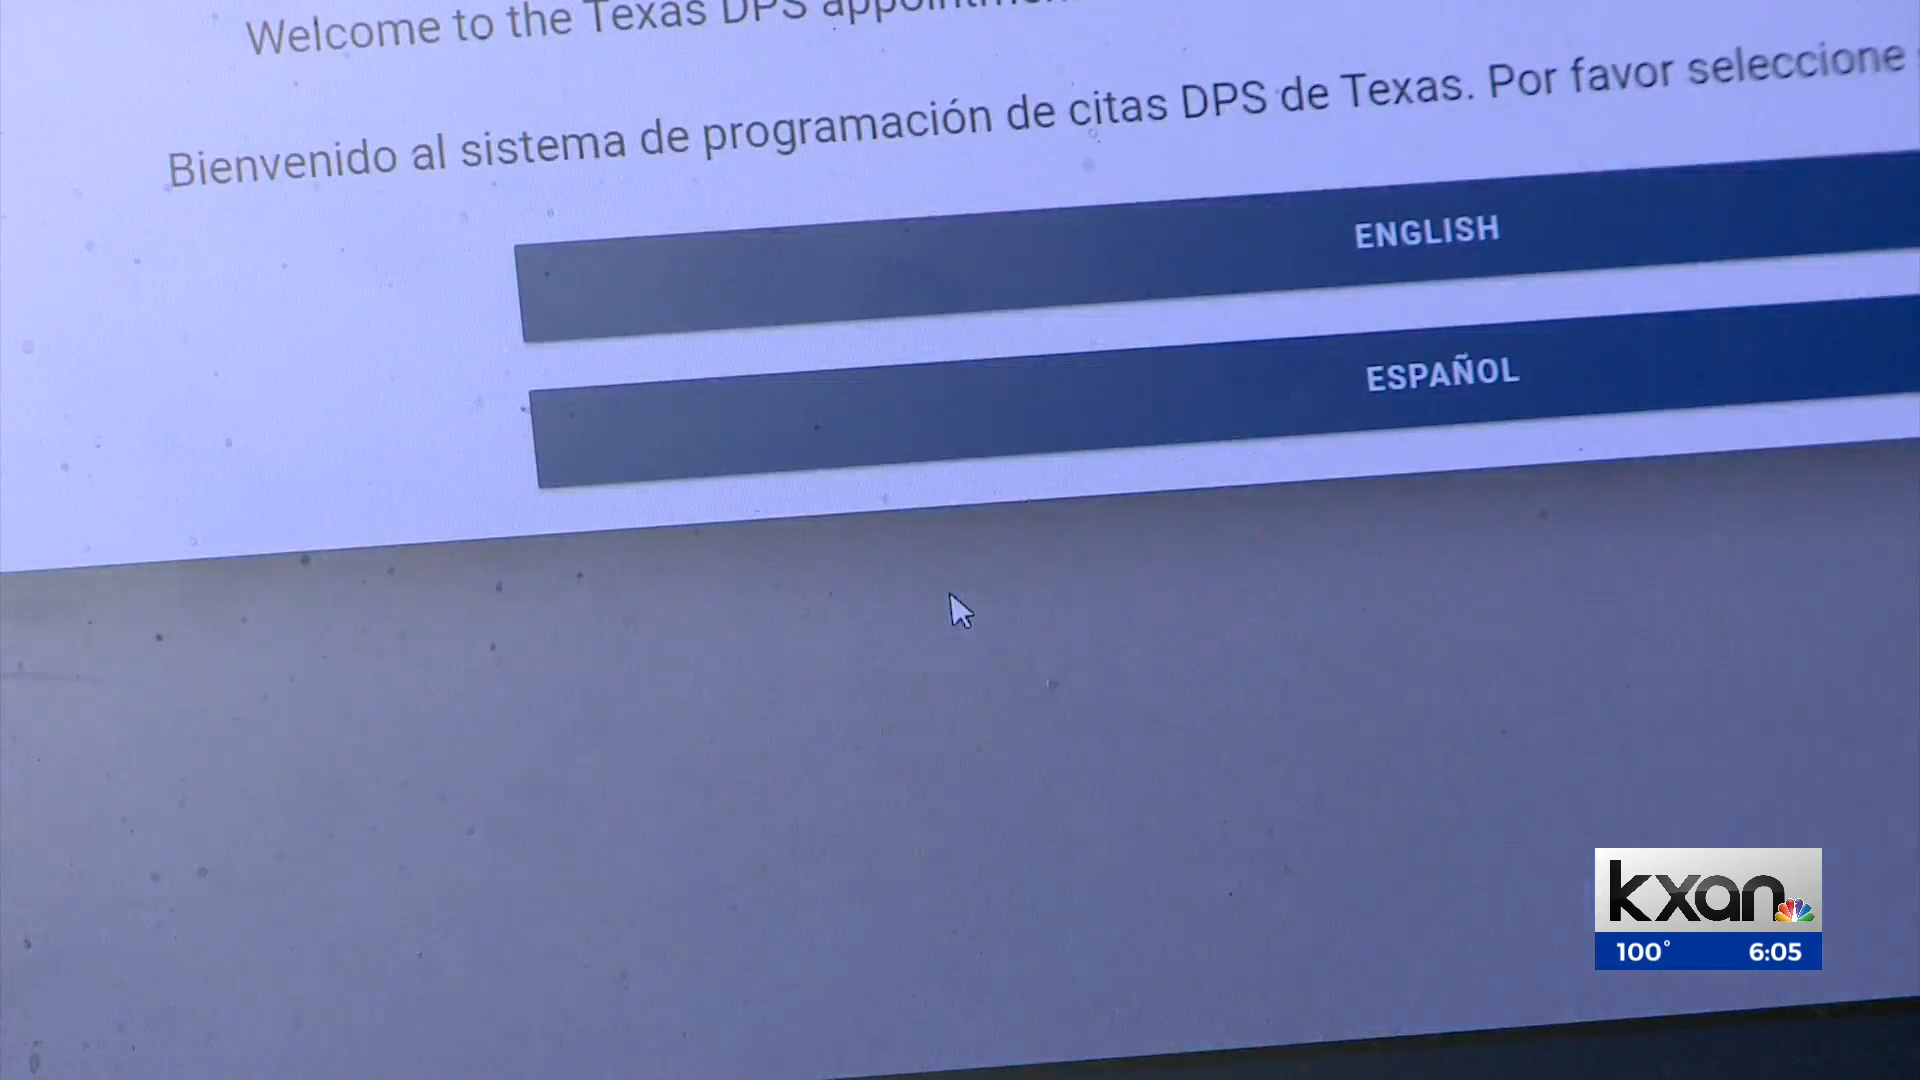 Welcome to the Texas DPS appointmen
Bienvenido al sistema de programación de citas DPS de Texas. Por favor seleccione
ENGLISH
ESPAÑOL
kxan
100° 6:05